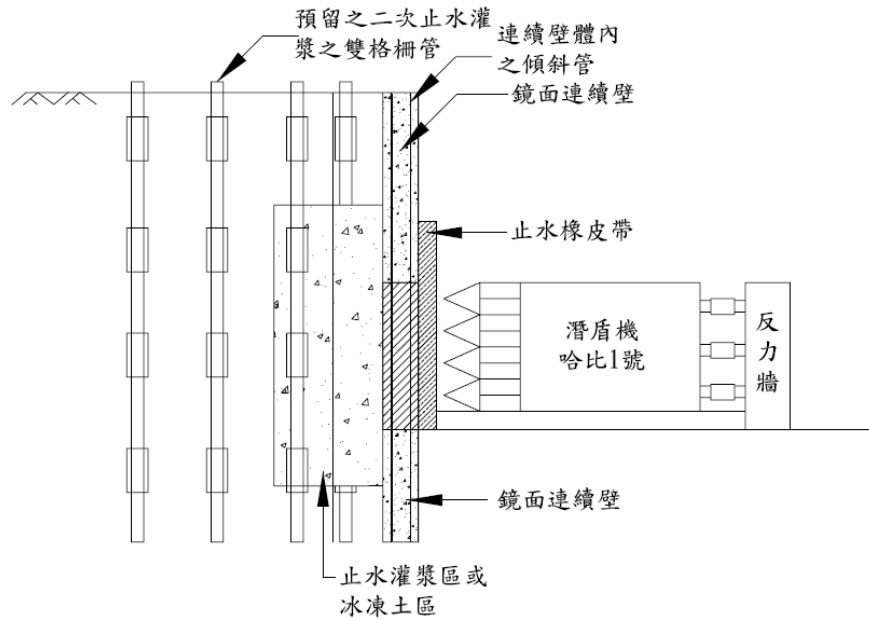 預留之二次止水灌
漿之雙格柵管
連續壁體內
之傾斜管
鏡面連續壁
止水橡皮帶
潛盾機
哈比1號
反力牆
鏡面連續壁
止水灌漿區或
冰凍土區